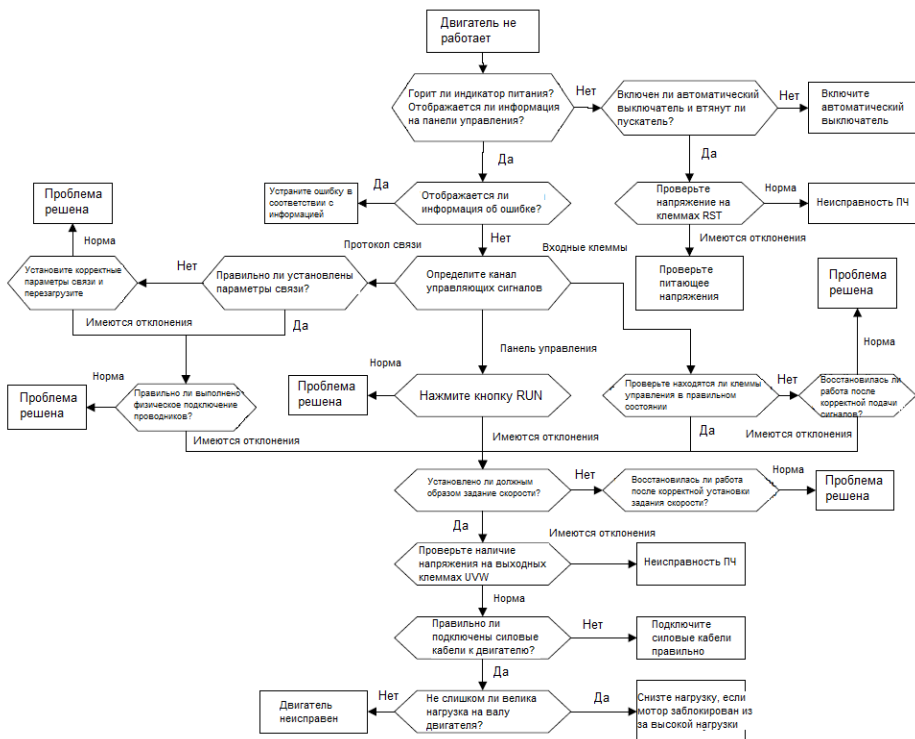 Двигатель не
работает
Горит ли индикатор питания?
Отображается ли информация
на панели управления?
Нет
Включен ли автоматический
выключатель и втянут ли
пускатель?
Нет
Включите
автоматический
выключатель
Да
Да
Проблема
решена
Устраните ошибку в
соответствии с
информацией
Да
Отображается ли
информация об ошибке?
Проверьте
напряжение на
клеммах RST
Норма
Неисправность ПЧ
Норма
Протокол связи
Нет
Входные клеммы
Имеются отклонения
Установите корректные
параметры связи и
перезагрузите
Нет
Правильно ли установлены
параметры связи?
Определите канал
управляющих сигналов
Проверьте
питающее
напряжения
Проблема
решена
Имеются отклонения
Да
Панель управления
Норма
Норма
Проблема
решена
Правильно ли выполнено
физическое подключение
проводников?
Норма
Проблема
решена
Нажмите кнопку RUN
Проверьте находятся ли клеммы
управления в правильном
состоянии
Нет
Восстановилась ли
работа после
корректной подачи
сигналов?
Имеются отклонения
Имеются отклонения
Да
Имеются отклонения
Установлено ли должным
образом задание скорости?
Нет
Восстановилась ли работа
после корректной установки
задания скорости?
Норма
Проблема
решена
Да
Имеются отклонения
Проверьте наличие
напряжения на выходных
клеммах UVW
Неисправность ПЧ
Норма
Правильно ли
подключены силовые
кабели к двигателю?
Нет
Подключите
силовые кабели
правильно
Да
Двигатель
неисправен
Нет
Не слишком ли велика
нагрузка на валу
двигателя?
Да
Снизте нагрузку, если
мотор заблокирован из
за высокой нагрузки